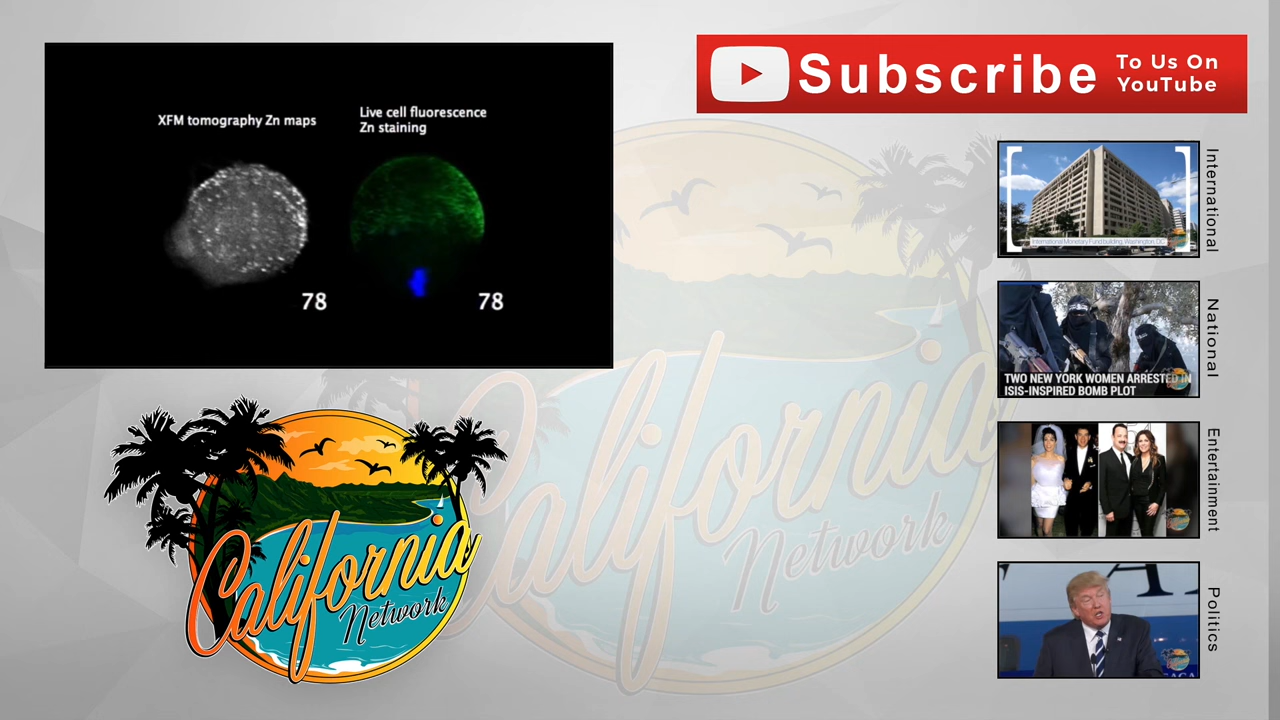 XFM tomography Zn maps
Live cell fluorescence
Zn staining
78
78
Subscribe
To Us On
YouTube
International
International Monetary Fund building, Washington, DC
National
TWO NEW YORK WOMEN ARRESTED IN
ISIS-INSPIRED BOMB PLOT
Entertainment
Politics
California
Network
California
Network